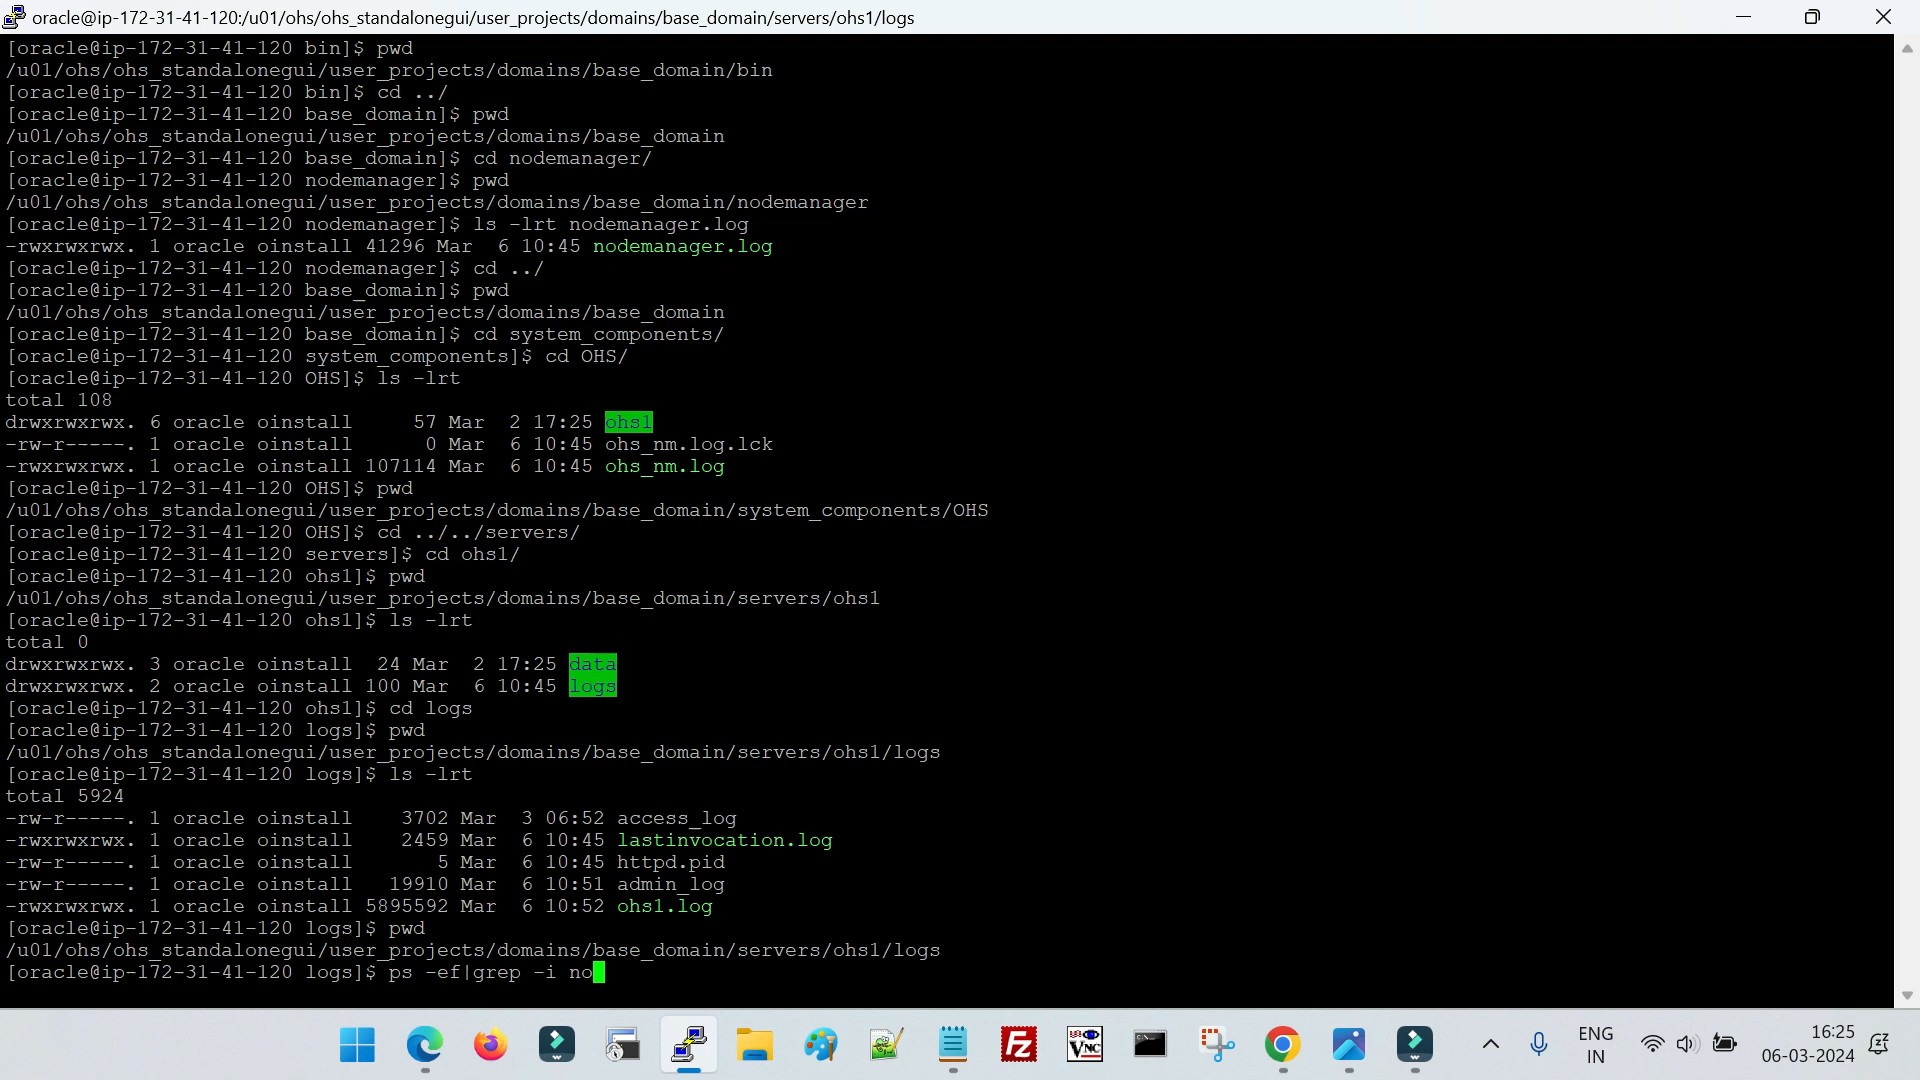 oracle@ip-172-31-41-120:/u01/ohs/ohs_standalonegui/user_projects/domains/base_domain/servers/ohs1/logs
[oracle@ip-172-31-41-120 bin]$ pwd
/u01/ohs/ohs_standalonegui/user_projects/domains/base_domain/bin
[oracle@ip-172-31-41-120 bin]$ cd ../
[oracle@ip-172-31-41-120 base_domain]$ pwd
/u01/ohs/ohs_standalonegui/user_projects/domains/base_domain
[oracle@ip-172-31-41-120 base_domain]$ cd nodemanager/
[oracle@ip-172-31-41-120 nodemanager]$ pwd
/u01/ohs/ohs_standalonegui/user_projects/domains/base_domain/nodemanager
[oracle@ip-172-31-41-120 nodemanager]$ ls -lrt nodemanager.log
-rwxrwxrwx. 1 oracle oinstall 41296 Mar  6 10:45 nodemanager.log
[oracle@ip-172-31-41-120 nodemanager]$ cd ../
[oracle@ip-172-31-41-120 base_domain]$ pwd
/u01/ohs/ohs_standalonegui/user_projects/domains/base_domain
[oracle@ip-172-31-41-120 base_domain]$ cd system_components/
[oracle@ip-172-31-41-120 system_components]$ cd OHS/
[oracle@ip-172-31-41-120 OHS]$ ls -lrt
total 108
drwxrwxrwx. 6 oracle oinstall     57 Mar  2 17:25 ohs1
-rw-r-----. 1 oracle oinstall      0 Mar  6 10:45 ohs_nm.log.lck
-rwxrwxrwx. 1 oracle oinstall 107114 Mar  6 10:45 ohs_nm.log
[oracle@ip-172-31-41-120 OHS]$ pwd
/u01/ohs/ohs_standalonegui/user_projects/domains/base_domain/system_components/OHS
[oracle@ip-172-31-41-120 OHS]$ cd ../../servers/
[oracle@ip-172-31-41-120 servers]$ cd ohs1/
[oracle@ip-172-31-41-120 ohs1]$ pwd
/u01/ohs/ohs_standalonegui/user_projects/domains/base_domain/servers/ohs1
[oracle@ip-172-31-41-120 ohs1]$ ls -lrt
total 0
drwxrwxrwx. 3 oracle oinstall  24 Mar  2 17:25 data
drwxrwxrwx. 2 oracle oinstall 100 Mar  6 10:45 logs
[oracle@ip-172-31-41-120 ohs1]$ cd logs
[oracle@ip-172-31-41-120 logs]$ pwd
/u01/ohs/ohs_standalonegui/user_projects/domains/base_domain/servers/ohs1/logs
[oracle@ip-172-31-41-120 logs]$ ls -lrt
total 5924
-rw-r-----. 1 oracle oinstall    3702 Mar  3 06:52 access_log
-rwxrwxrwx. 1 oracle oinstall    2459 Mar  6 10:45 lastinvocation.log
-rw-r-----. 1 oracle oinstall       5 Mar  6 10:45 httpd.pid
-rw-r-----. 1 oracle oinstall   19910 Mar  6 10:51 admin_log
-rwxrwxrwx. 1 oracle oinstall 5895592 Mar  6 10:52 ohs1.log
[oracle@ip-172-31-41-120 logs]$ pwd
/u01/ohs/ohs_standalonegui/user_projects/domains/base_domain/servers/ohs1/logs
[oracle@ip-172-31-41-120 logs]$ ps -ef|grep -i no
Fz
VNC
ENG
IN
16:25
06-03-2024